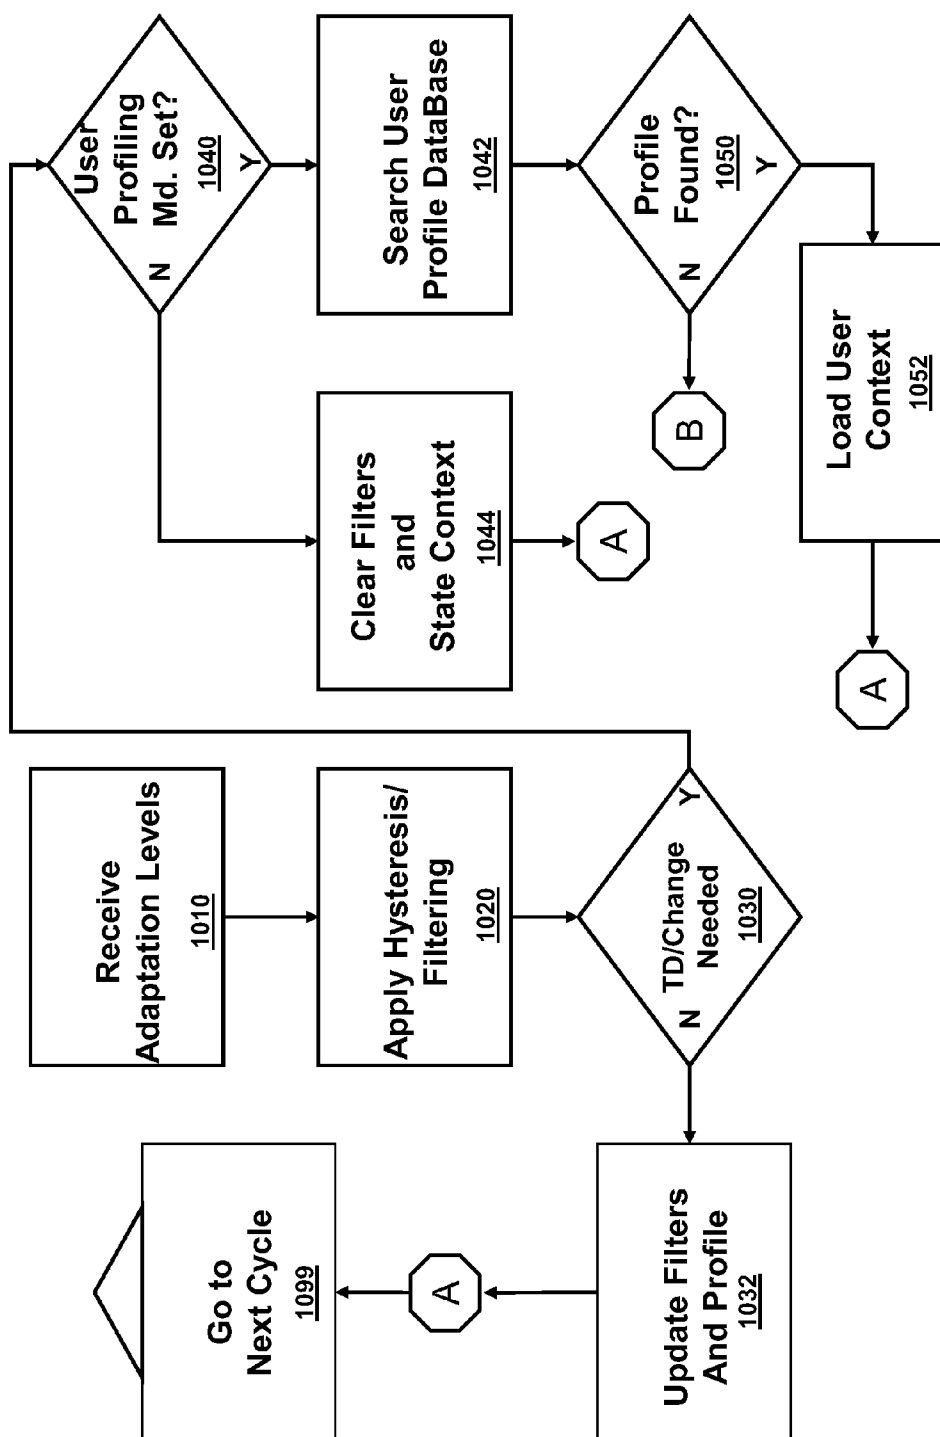 Receive
Adaptation Levels
1010
Apply Hysteresis/
Filtering
1020
TD/Change
Needed
1030
N
Y
Update Filters
And Profile
1032
A
Go to
Next Cycle
1099
User
Profiling
Md. Set?
1040
N
Y
Clear Filters
and
State Context
1044
A
Search User
Profile DataBase
1042
Profile
Found?
1050
N
Y
B
Load User
Context
1052
A